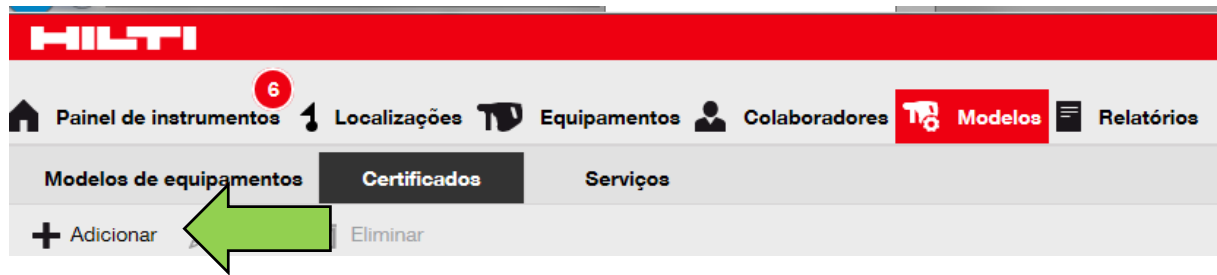 HILTI
6
Painel de instrumentos Localizações Equipamentos Colaboradores Modelos Relatórios
Modelos de equipamentos Certificados Serviços
Adicionar Eliminar